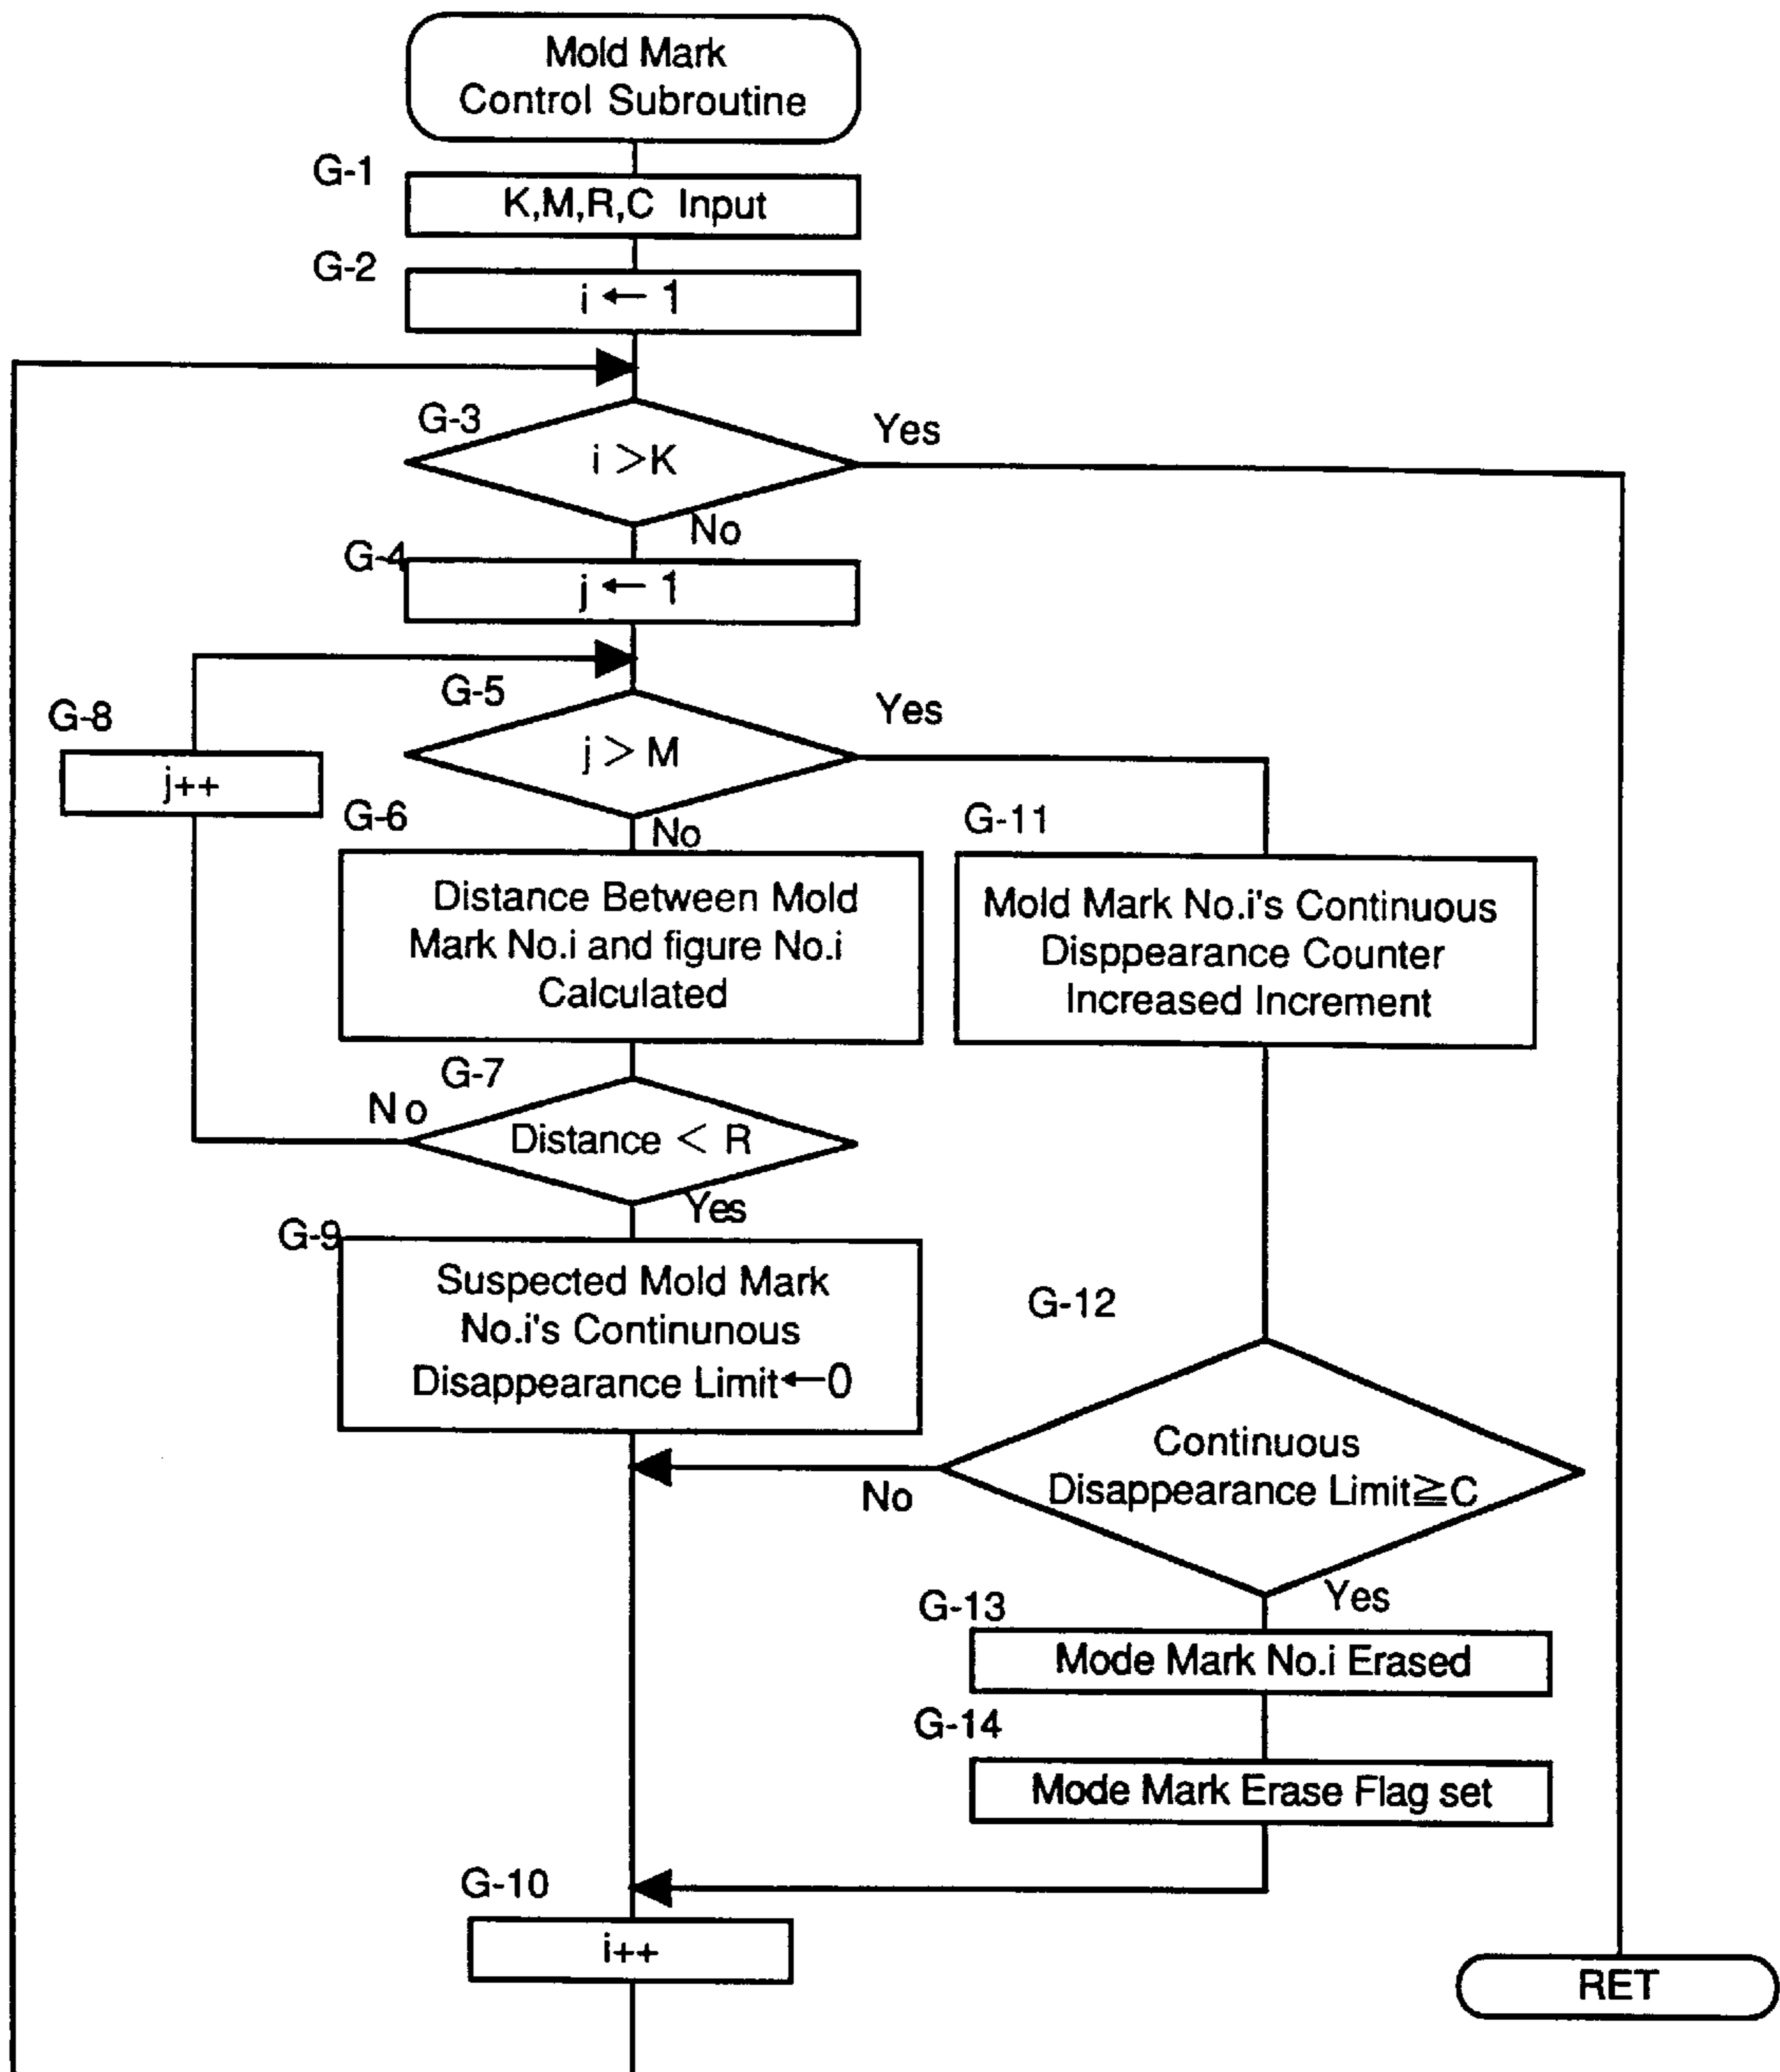 Mold Mark
Control Subroutine
G-1
K,M,R,C Input
G-2
i ← 1
G-3
i >K
Yes
No
G-4
j ← 1
G-5
j > M
Yes
No
G-8
j++
G-6
Distance Between Mold
Mark No.i and figure No.i
Calculated
G-11
Mold Mark No.i's Continuous
Disppearance Counter
Increased Increment
G-7
Distance < R
No
Yes
G-9
Suspected Mold Mark
No.i's Continunous
Disappearance Limit←0
G-12
Continuous
Disappearance Limit≧C
No
Yes
G-13
Mode Mark No.i Erased
G-14
Mode Mark Erase Flag set
G-10
i++
RET